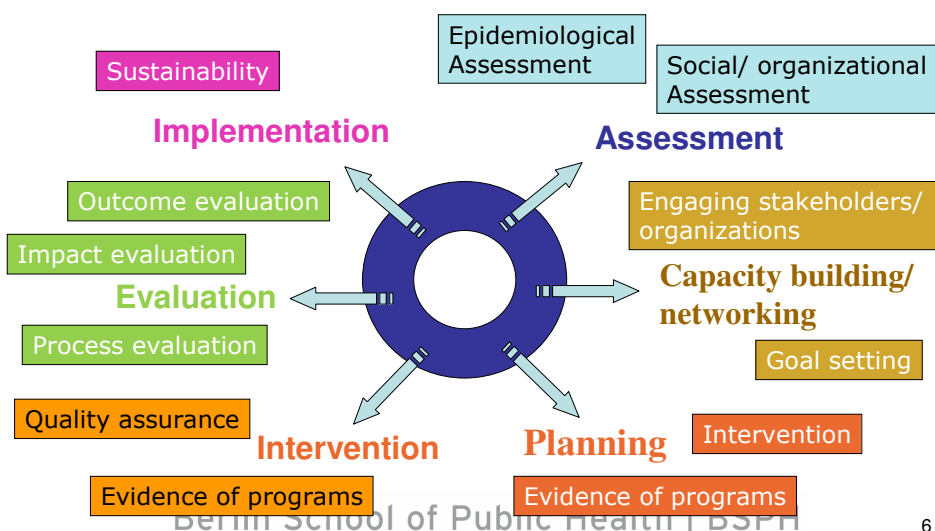 Epidemiological
Assessment
Sustainability
Social/ organizational
Assessment
Implementation
Assessment
Outcome evaluation
Engaging stakeholders/
organizations
Impact evaluation
Evaluation
Capacity building/
networking
Process evaluation
Goal setting
Quality assurance
Intervention
Planning
Intervention
Evidence of programs
Evidence of programs
Berlin School of Public Health | BSPH
6